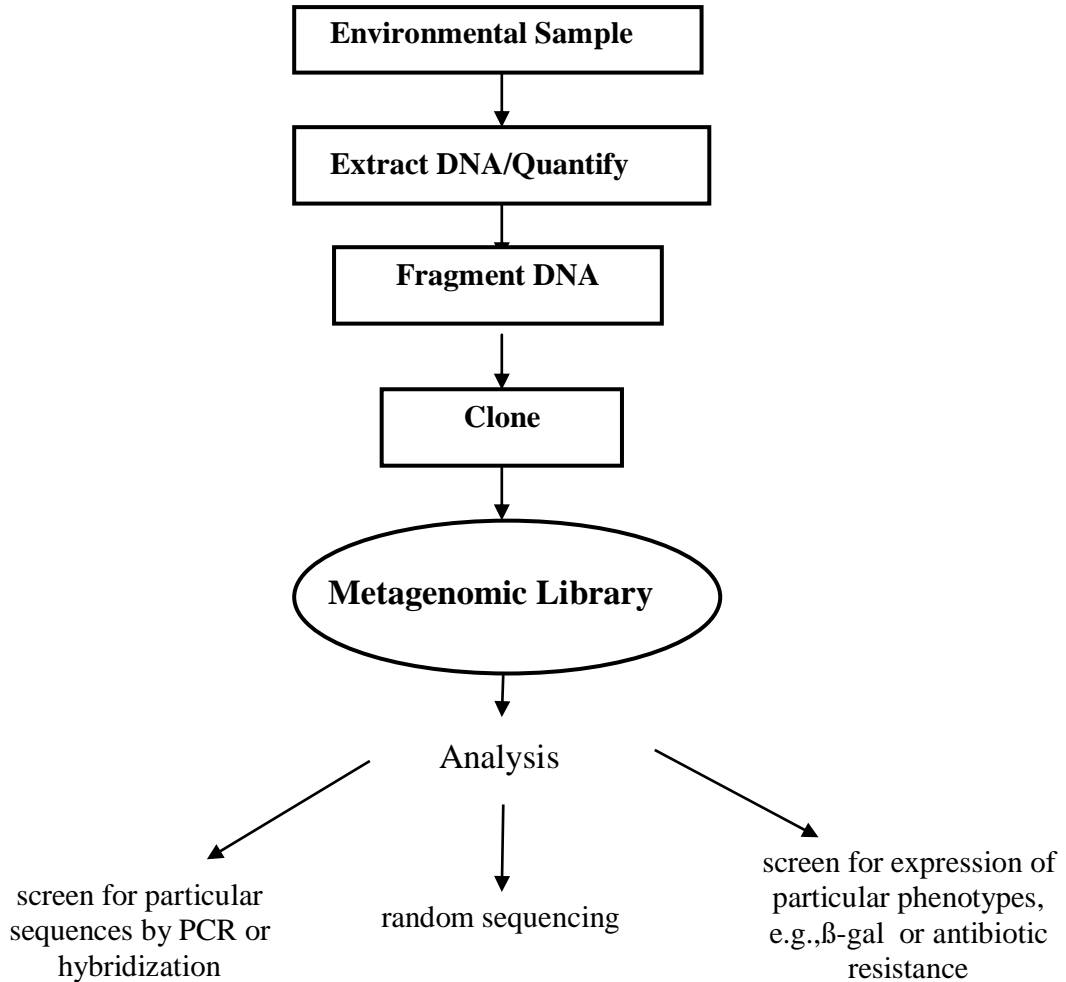 Environmental Sample
Extract DNA/Quantify
Fragment DNA
Clone
Metagenomic Library
Analysis
screen for particular
sequences by PCR or
hybridization
random sequencing
screen for expression of
particular phenotypes,
e.g.,ß-gal or antibiotic
resistance